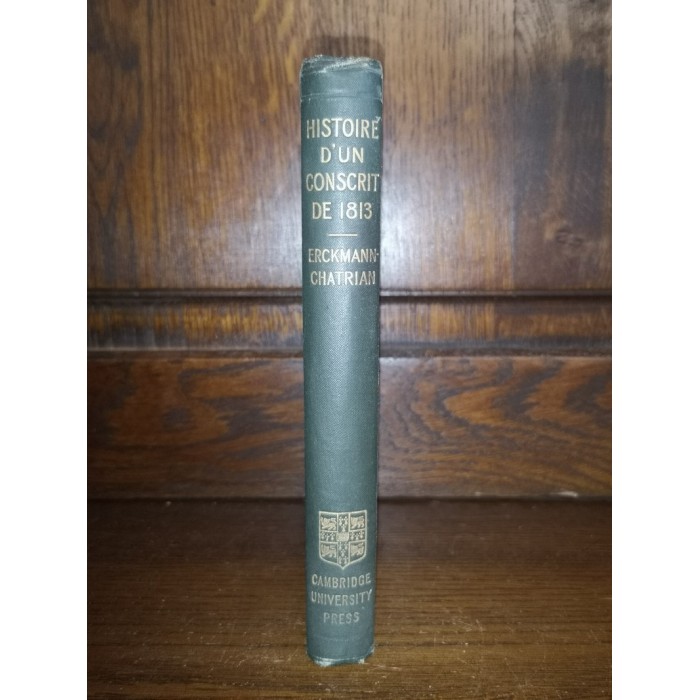 HISTOIRE
D'UN
CONSCRIT
DE 1813
ERCKMANN-
CHATRIAN
CAMBRIDGE
UNIVERSITY
PRESS